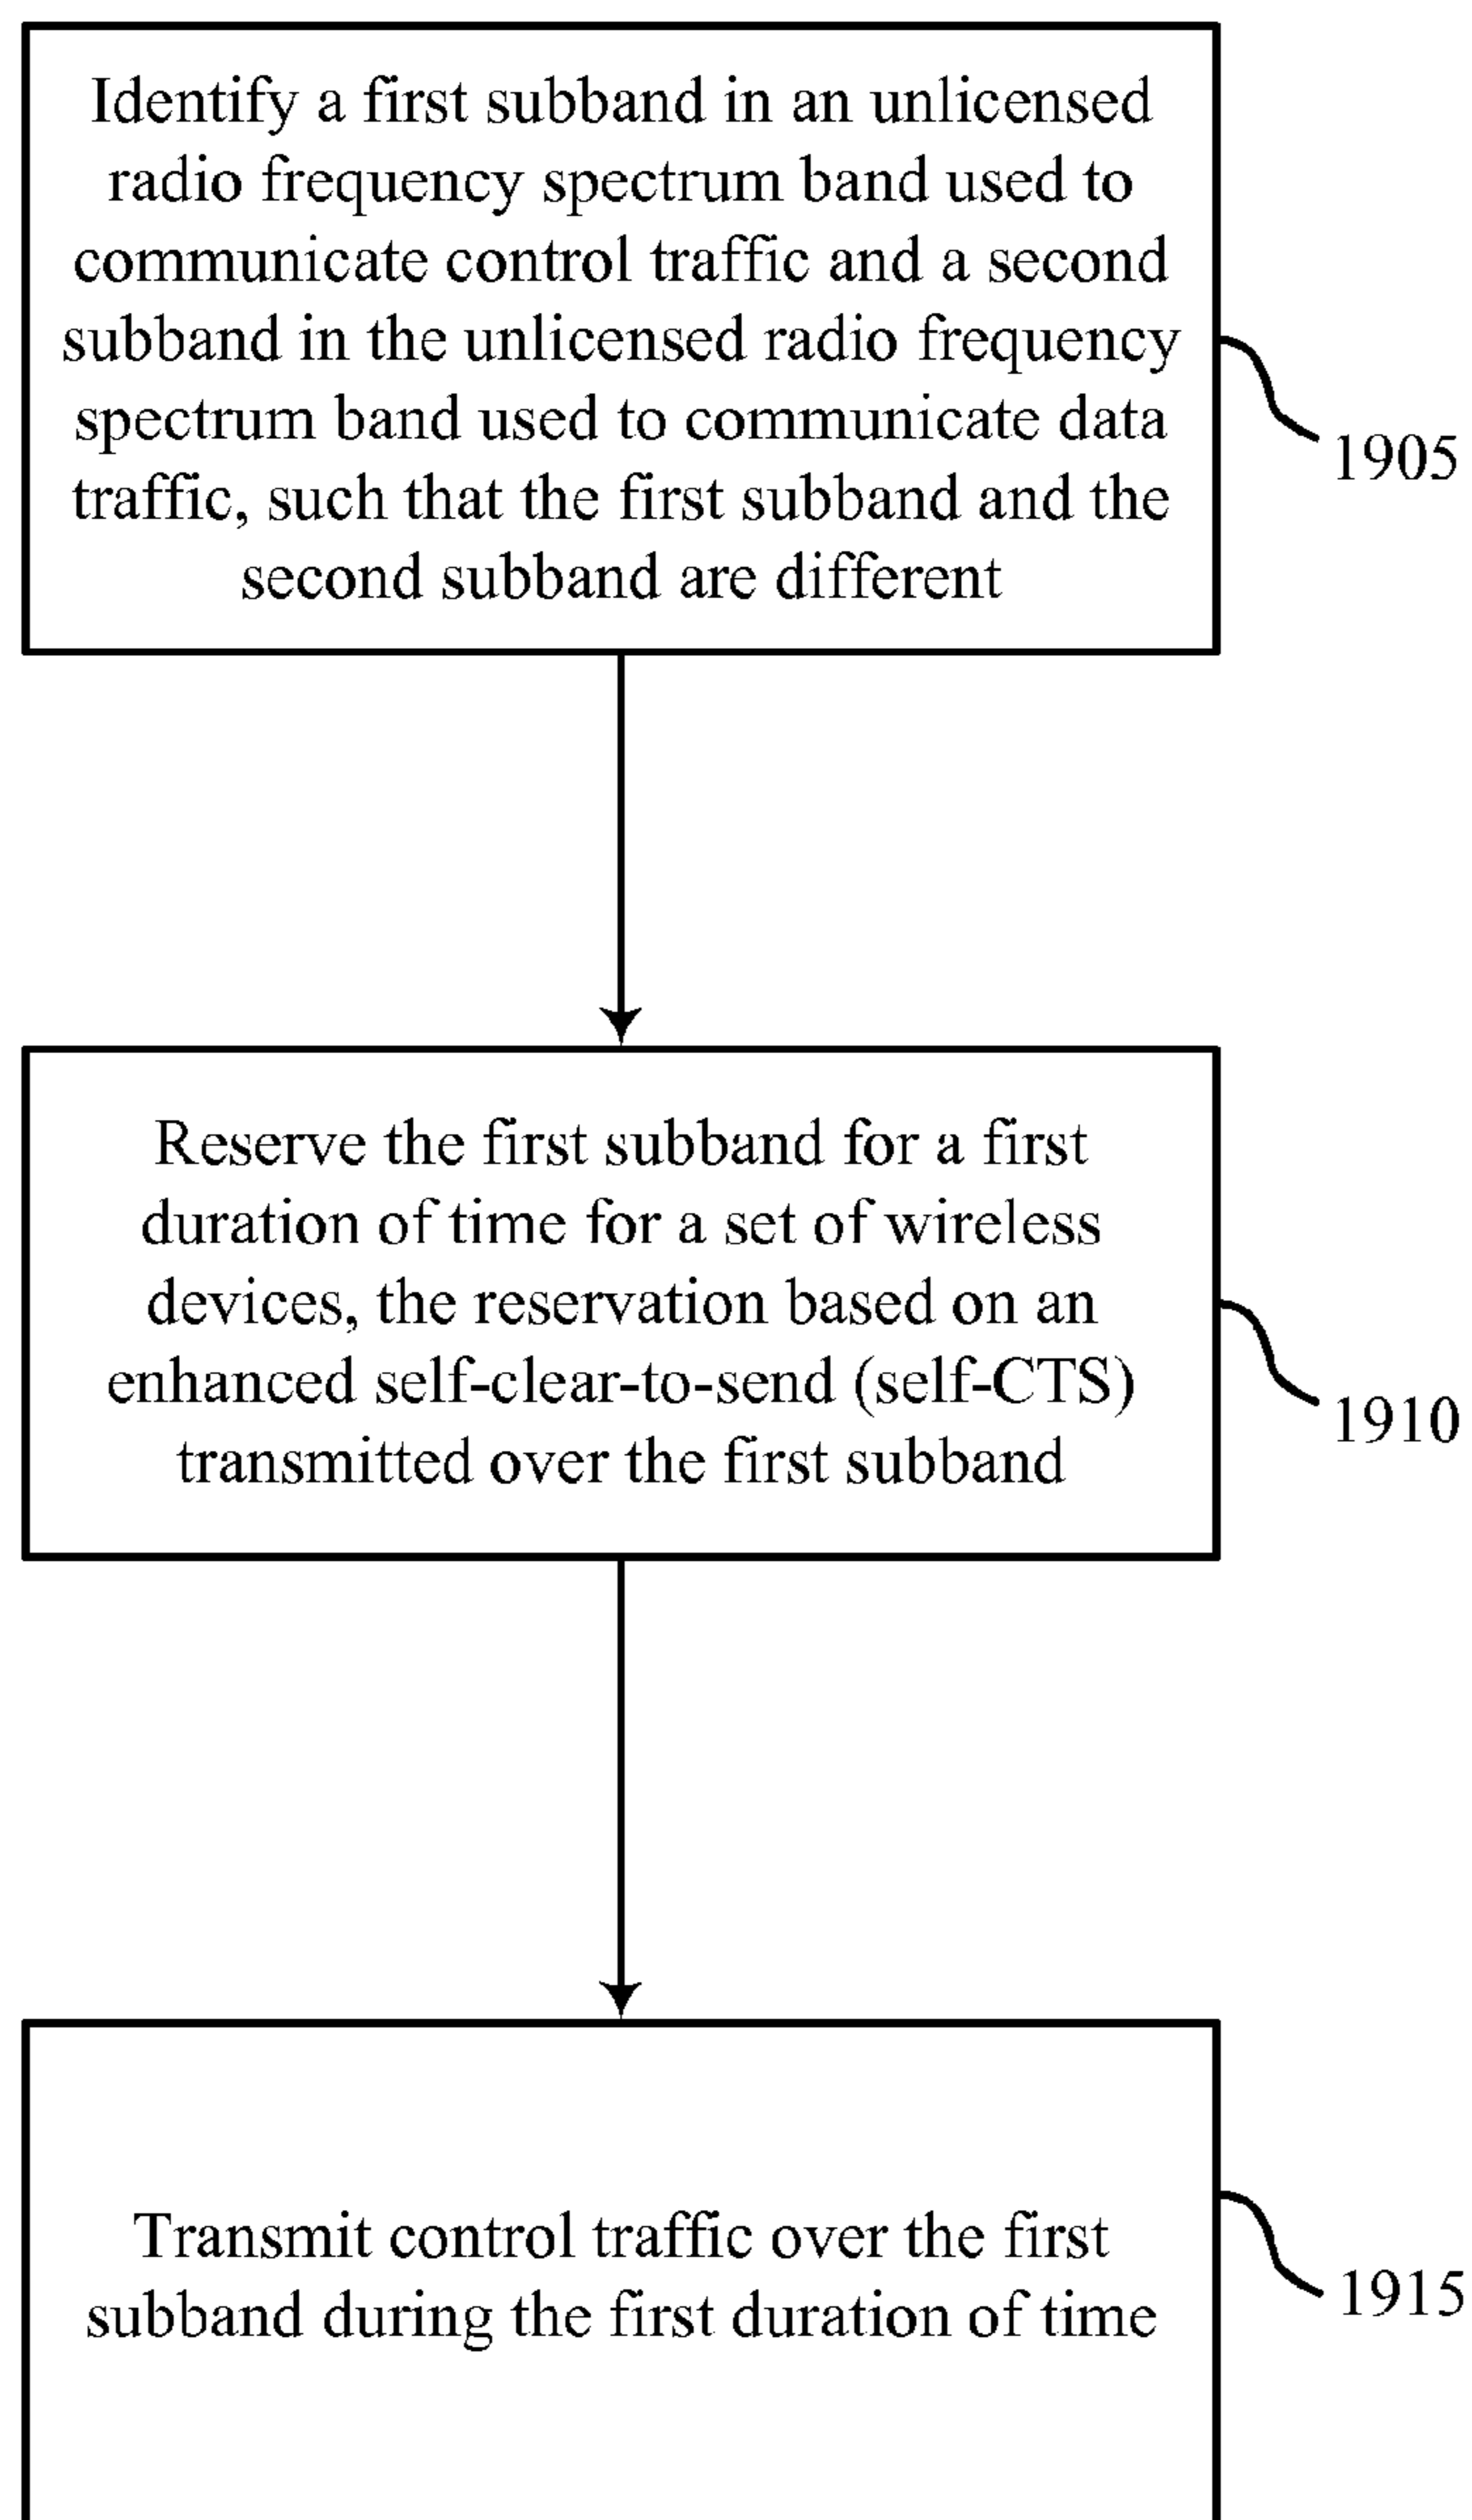 Identify a first subband in an unlicensed
radio frequency spectrum band used to
communicate control traffic and a second
subband in the unlicensed radio frequency
spectrum band used to communicate data
traffic, such that the first subband and the
second subband are different
1905
Reserve the first subband for a first
duration of time for a set of wireless
devices, the reservation based on an
enhanced self-clear-to-send (self-CTS)
transmitted over the first subband
1910
Transmit control traffic over the first
subband during the first duration of time
1915